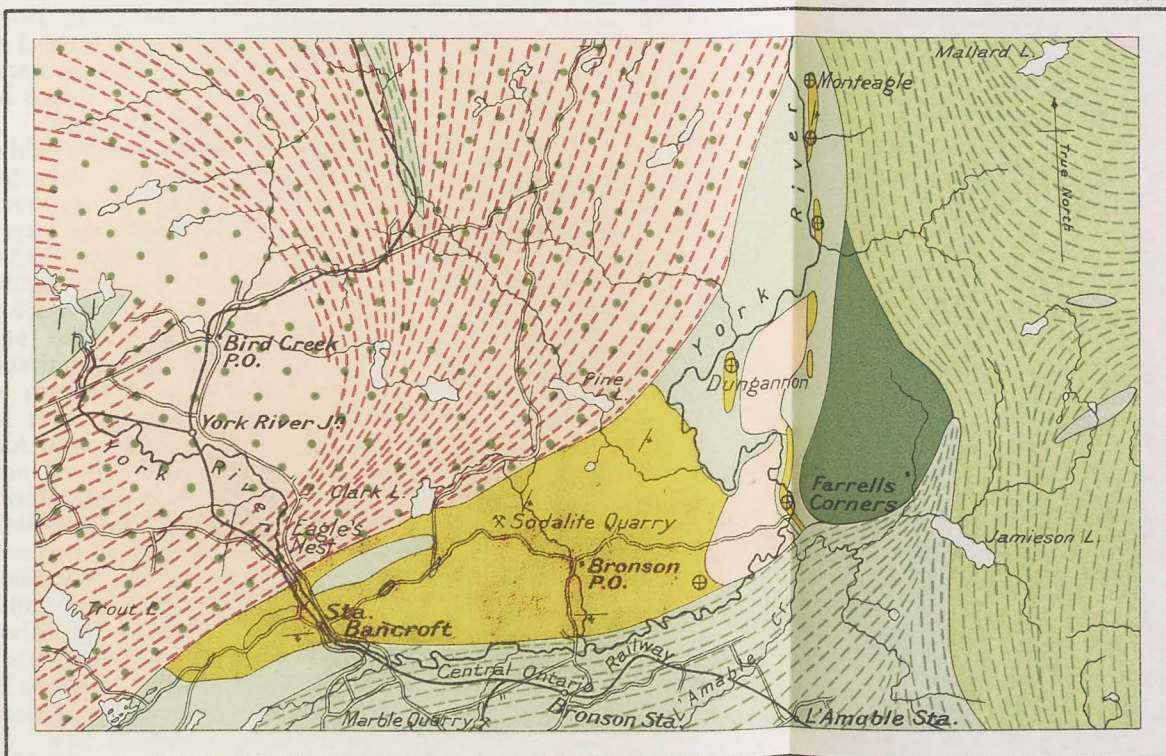 Mallard L.
Monteagle
True North
York River
York
Bird Creek
P.O.
Pine
L.
Dungannon
York River Jn.
York River
Clark L.
Farrells
Corners
Eagle's
Nest
Sodalite Quarry
Jamieson L.
Bronson
P.O.
Trout L.
Sta.
Bancroft
Central Ontario Railway
L'Amable Cr.
Marble Quarry
Bronson Sta.
L'Amable Sta.